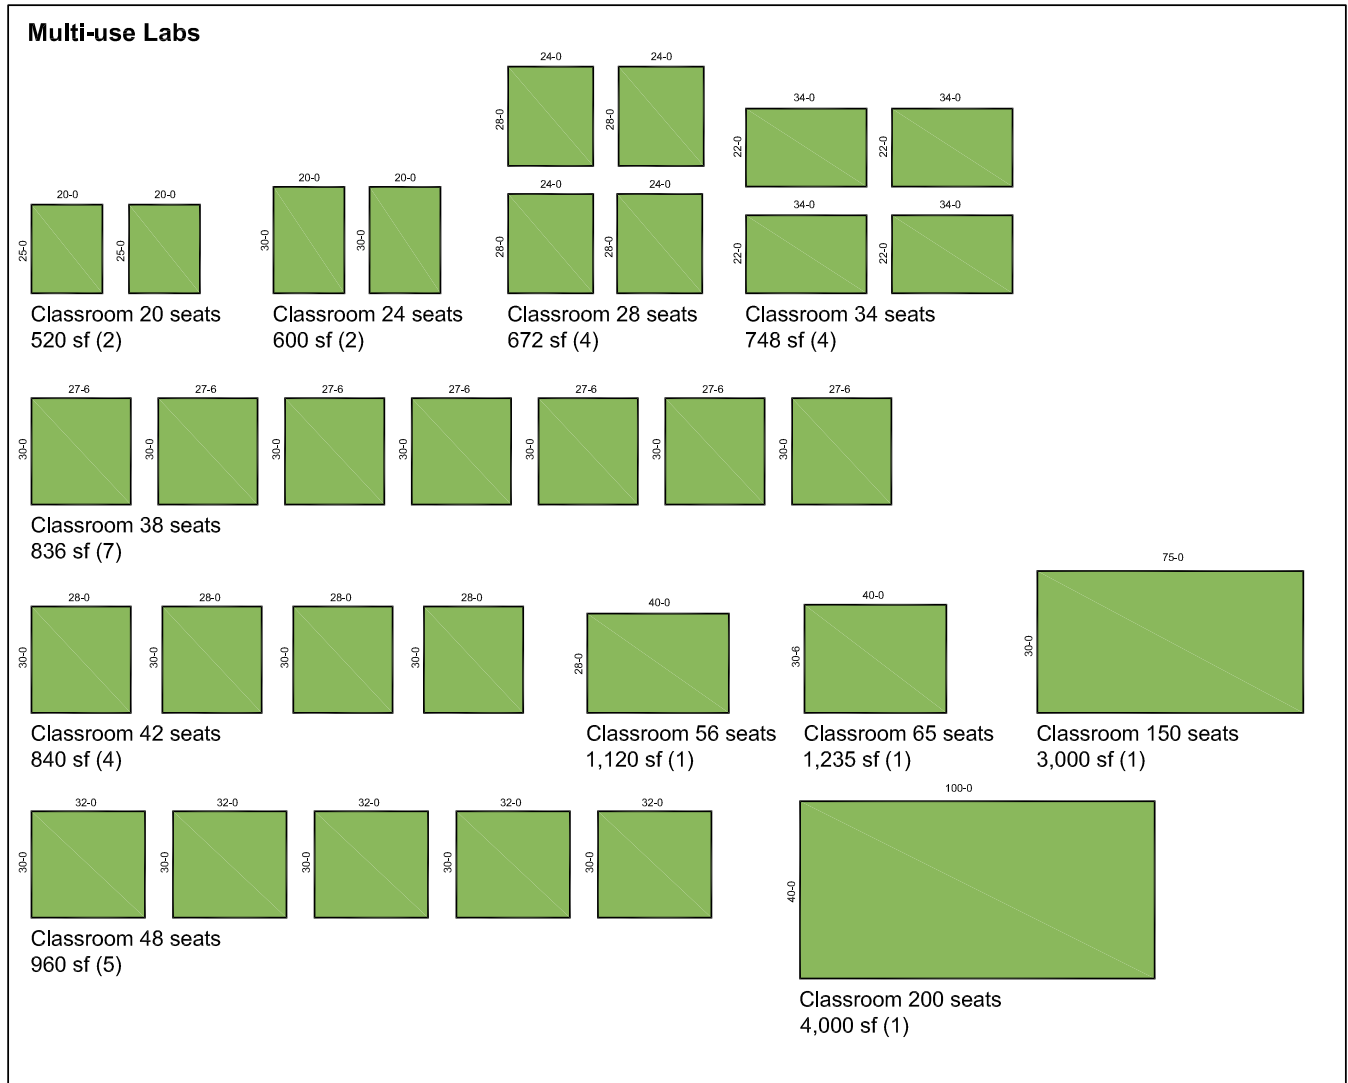 Multi-use Labs
24-0 24-0
28-0 28-0
34-0 34-0
22-0 22-0
20-0 20-0
25-0 25-0
20-0 20-0
30-0 30-0
24-0 24-0
28-0 28-0
34-0 34-0
22-0 22-0
Classroom 20 seats
520 sf (2)
Classroom 24 seats
600 sf (2)
Classroom 28 seats
672 sf (4)
Classroom 34 seats
748 sf (4)
27-6 27-6 27-6 27-6 27-6 27-6 27-6
30-0 30-0 30-0 30-0 30-0 30-0 30-0
Classroom 38 seats
836 sf (7)
28-0 28-0 28-0 28-0
30-0 30-0 30-0 30-0
Classroom 42 seats
840 sf (4)
40-0
28-0
Classroom 56 seats
1,120 sf (1)
40-0
30-6
Classroom 65 seats
1,235 sf (1)
75-0
30-0
Classroom 150 seats
3,000 sf (1)
32-0 32-0 32-0 32-0 32-0
30-0 30-0 30-0 30-0 30-0
Classroom 48 seats
960 sf (5)
100-0
40-0
Classroom 200 seats
4,000 sf (1)